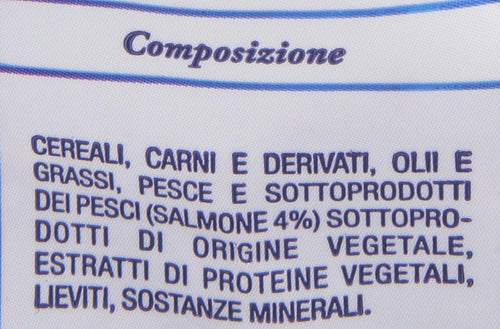 Composizione
CEREALI, CARNI E DERIVATI, OLII E
GRASSI, PESCE E SOTTOPRODOTTI
DEI PESCI (SALMONE 4%) SOTTOPRO-
DOTTI DI ORIGINE VEGETALE,
ESTRATTI DI PROTEINE VEGETALI,
LIEVITI, SOSTANZE MINERALI.